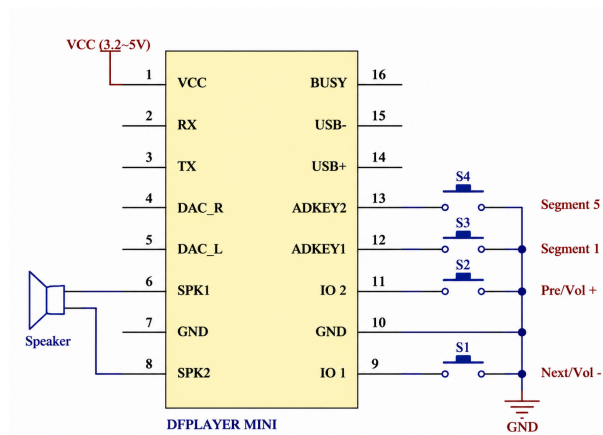 VCC (3.2~5V)
1 VCC BUSY 16
2 RX USB- 15
3 TX USB+ 14
S4
4 DAC_R ADKEY2 13 Segment 5
S3
5 DAC_L ADKEY1 12 Segment 1
S2
6 SPK1 IO 2 11 Pre/Vol +
7 GND GND 10
Speaker
S1
8 SPK2 IO 1 9 Next/Vol -
DFPLAYER MINI
GND